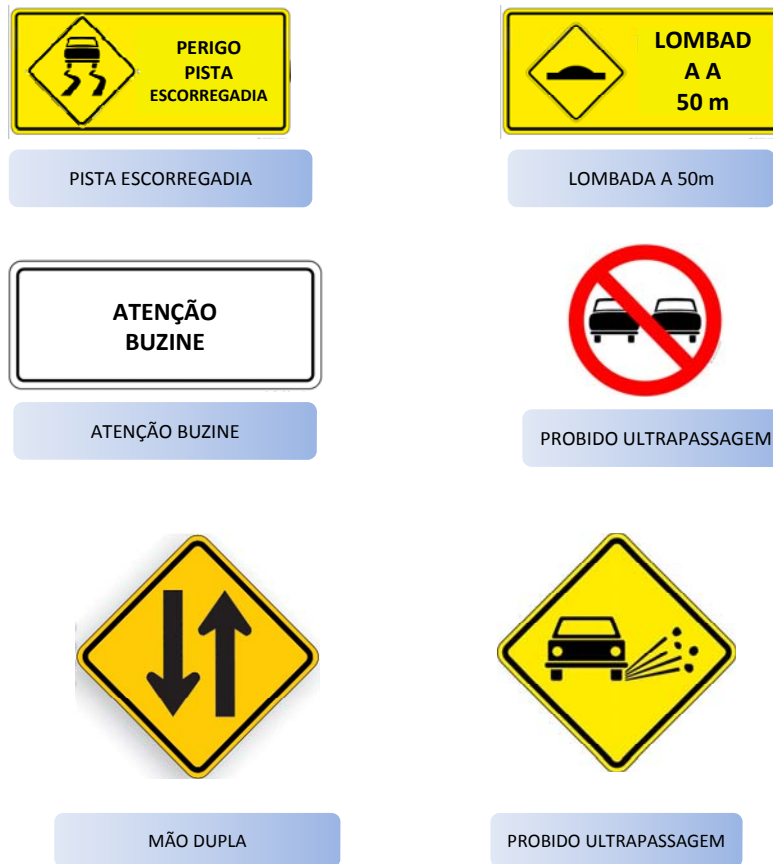 PERIGO
PISTA
ESCORREGADIA
LOMBAD
A A
50 m
PISTA ESCORREGADIA
LOMBADA A 50m
ATENÇÃO
BUZINE
ATENÇÃO BUZINE
PROBIDO ULTRAPASSAGEM
MÃO DUPLA
PROBIDO ULTRAPASSAGEM